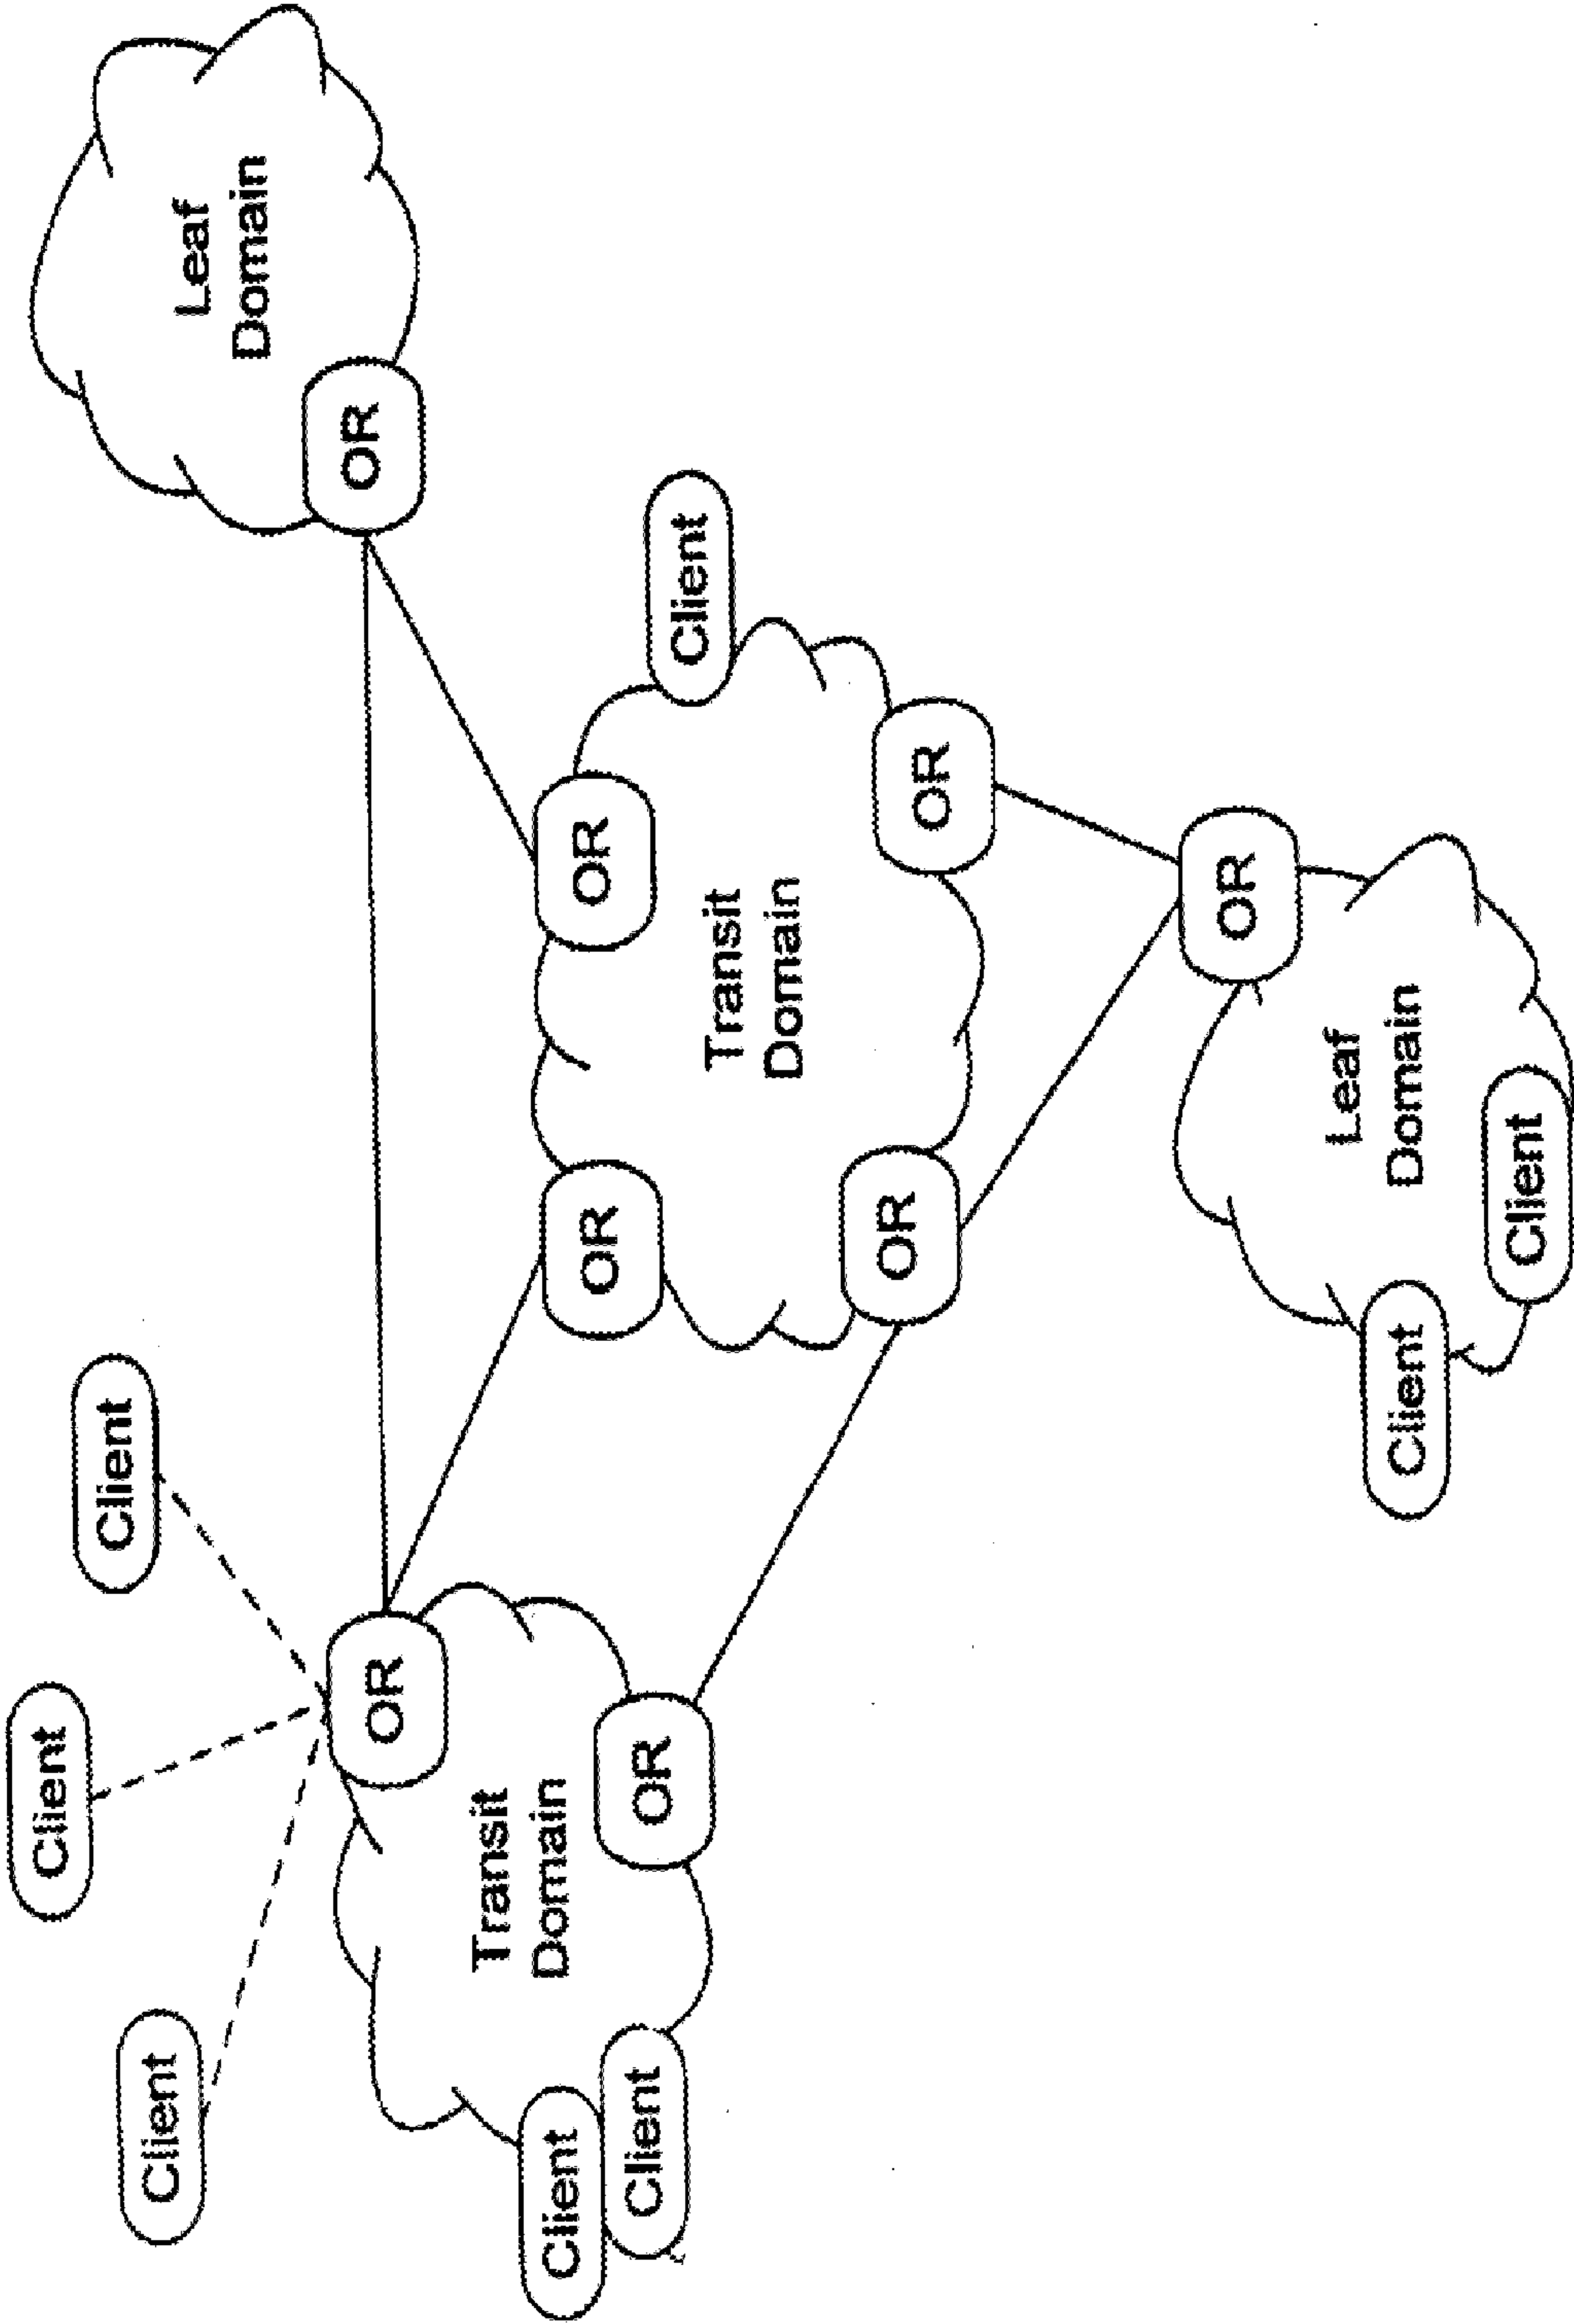 Client
Client
Client
Leaf
Domain
OR
OR
Transit
Domain
Client
OR
OR
Client
OR
Client
Transit
Domain
OR
OR
OR
Leaf
Domain
Client
Client